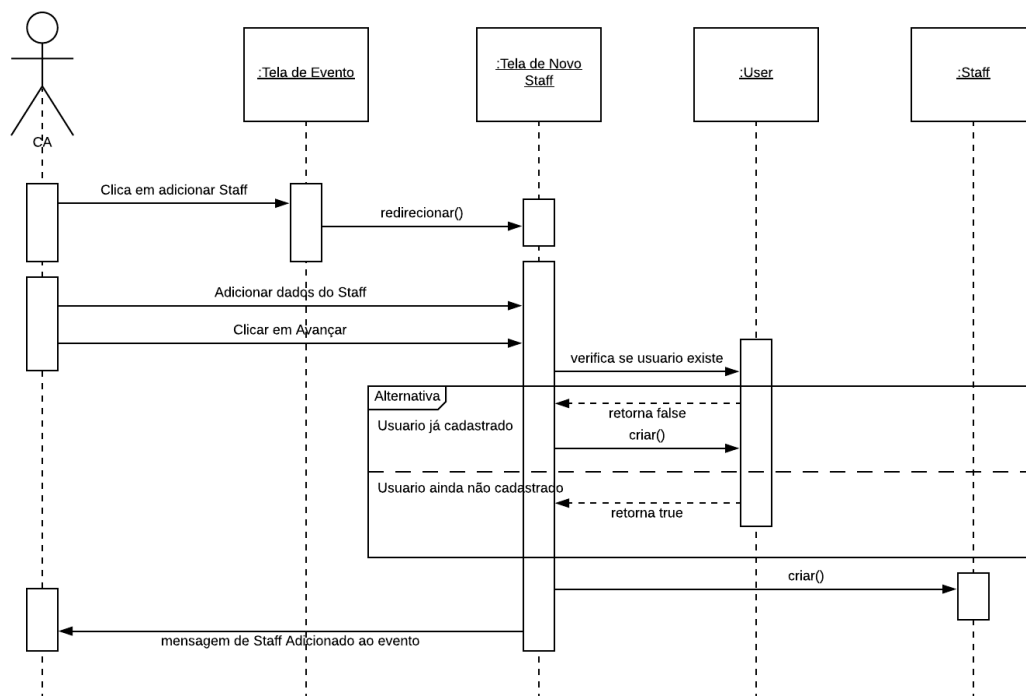 CA
:Tela de Evento
:Tela de Novo
Staff
:User
:Staff
Clica em adicionar Staff
redirecionar()
Adicionar dados do Staff
Clicar em Avançar
verifica se usuario existe
Alternativa
retorna false
Usuario já cadastrado
criar()
Usuario ainda não cadastrado
retorna true
criar()
mensagem de Staff Adicionado ao evento